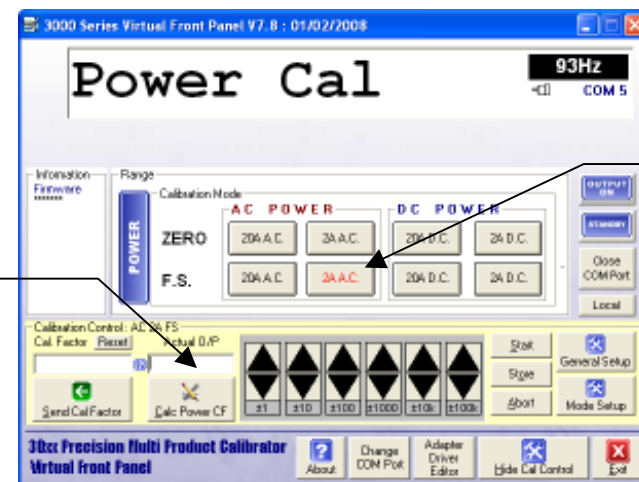 3000 Series Virtual Front Panel V7.8 : 01/02/2008
Power Cal
93Hz
COM 5
Information
Firmware
Range
POWER
Calibration Mode
AC POWER
DC POWER
ZERO
20A A.C.
2A A.C.
20A D.C.
2A D.C.
F.S.
20A A.C.
2A A.C.
20A D.C.
2A D.C.
OUTPUT ON
STANDBY
Close COM Port
Local
Calibration Control: AC 2A FS
Cal. Factor
Reset
Actual O/P
Send Cal Factor
Calc Power CF
±1
±10
±100
±1000
±10k
±100k
Start
Store
Abort
General Setup
Mode Setup
30xx Precision Multi Product Calibrator
Virtual Front Panel
About
Change COM Port
Adapter Driver Editor
Hide Cal Control
Exit